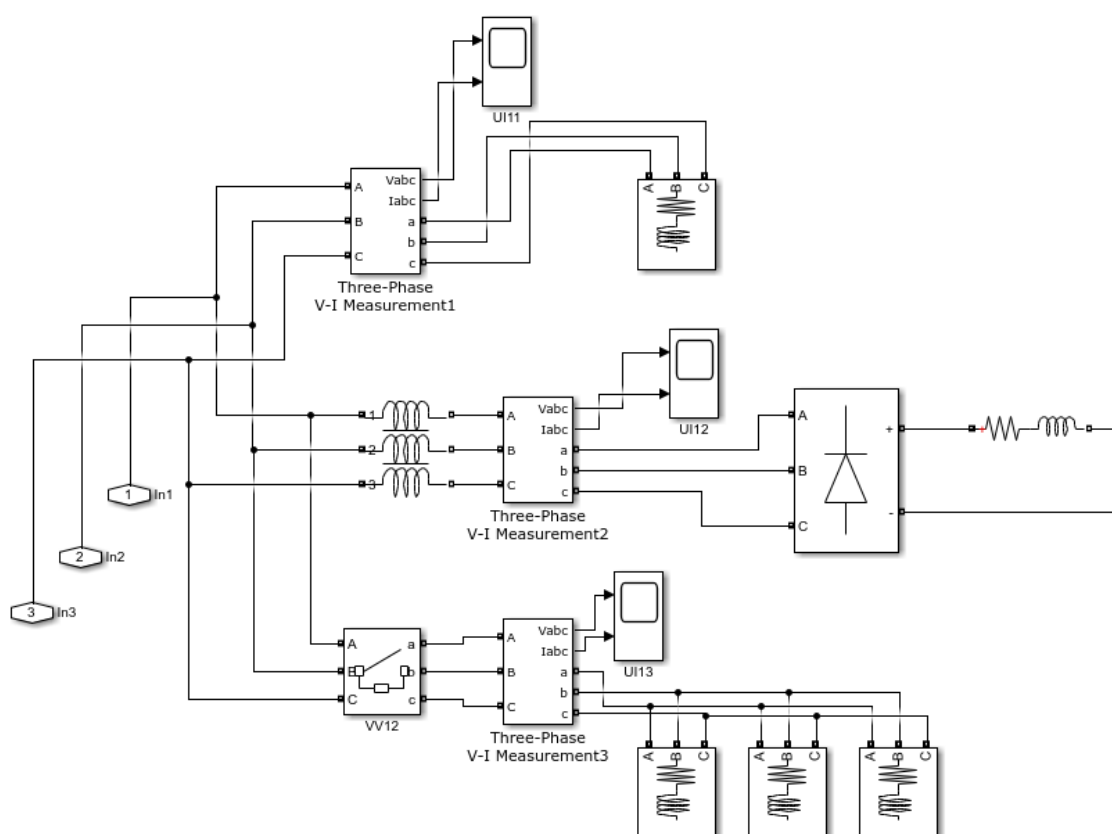 UI11
Vabc
Iabc
A
B
C
a
b
c
A
B
C
Three-Phase
V-I Measurement1
UI12
1
2
3
Vabc
Iabc
A
B
C
a
b
c
A
B
C
+
-
+
Three-Phase
V-I Measurement2
1
In1
2
In2
3
In3
UI13
A
B
C
a
b
c
VV12
Vabc
Iabc
A
B
C
a
b
c
Three-Phase
V-I Measurement3
A B C
A B C
A B C